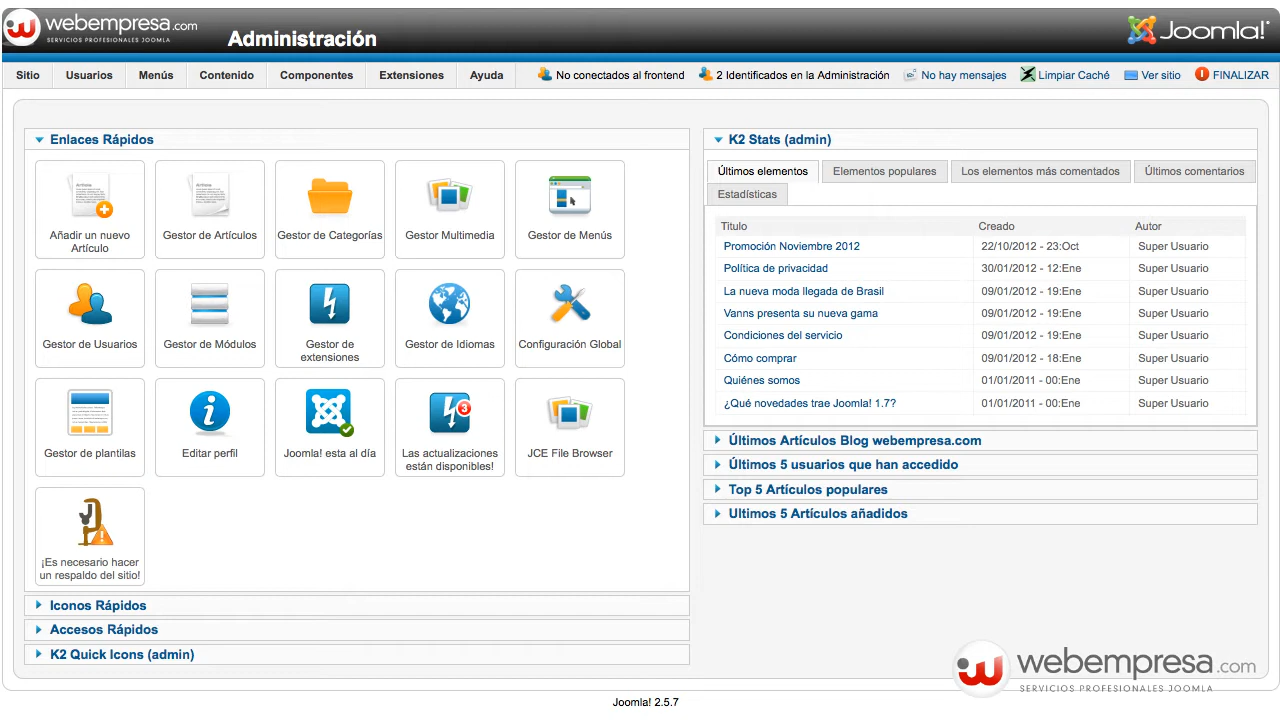 webempresa.com
SERVICIOS PROFESIONALES JOOMLA
Administración
Joomla!®
Sitio Usuarios Menús Contenido Componentes Extensiones Ayuda No conectados al frontend 2 Identificados en la Administración No hay mensajes Limpiar Caché Ver sitio FINALIZAR
Enlaces Rápidos
Añadir un nuevo
Artículo
Gestor de Artículos
Gestor de Categorías
Gestor Multimedia
Gestor de Menús
Gestor de Usuarios
Gestor de Módulos
Gestor de
extensiones
Gestor de Idiomas
Configuración Global
Gestor de plantilas
Editar perfil
Joomla! esta al día
3
Las actualizaciones
están disponibles!
JCE File Browser
¡Es necesario hacer
un respaldo del sitio!
Iconos Rápidos
Accesos Rápidos
K2 Quick Icons (admin)
K2 Stats (admin)
Últimos elementos Elementos populares Los elementos más comentados Últimos comentarios
Estadísticas
Titulo Creado Autor
Promoción Noviembre 2012 22/10/2012 - 23:Oct Super Usuario
Política de privacidad 30/01/2012 - 12:Ene Super Usuario
La nueva moda llegada de Brasil 09/01/2012 - 19:Ene Super Usuario
Vanns presenta su nueva gama 09/01/2012 - 19:Ene Super Usuario
Condiciones del servicio 09/01/2012 - 19:Ene Super Usuario
Cómo comprar 09/01/2012 - 18:Ene Super Usuario
Quiénes somos 01/01/2011 - 00:Ene Super Usuario
¿Qué novedades trae Joomla! 1.7? 01/01/2011 - 00:Ene Super Usuario
Últimos Artículos Blog webempresa.com
Últimos 5 usuarios que han accedido
Top 5 Artículos populares
Ultimos 5 Artículos añadidos
webempresa.com
SERVICIOS PROFESIONALES JOOMLA
Joomla! 2.5.7